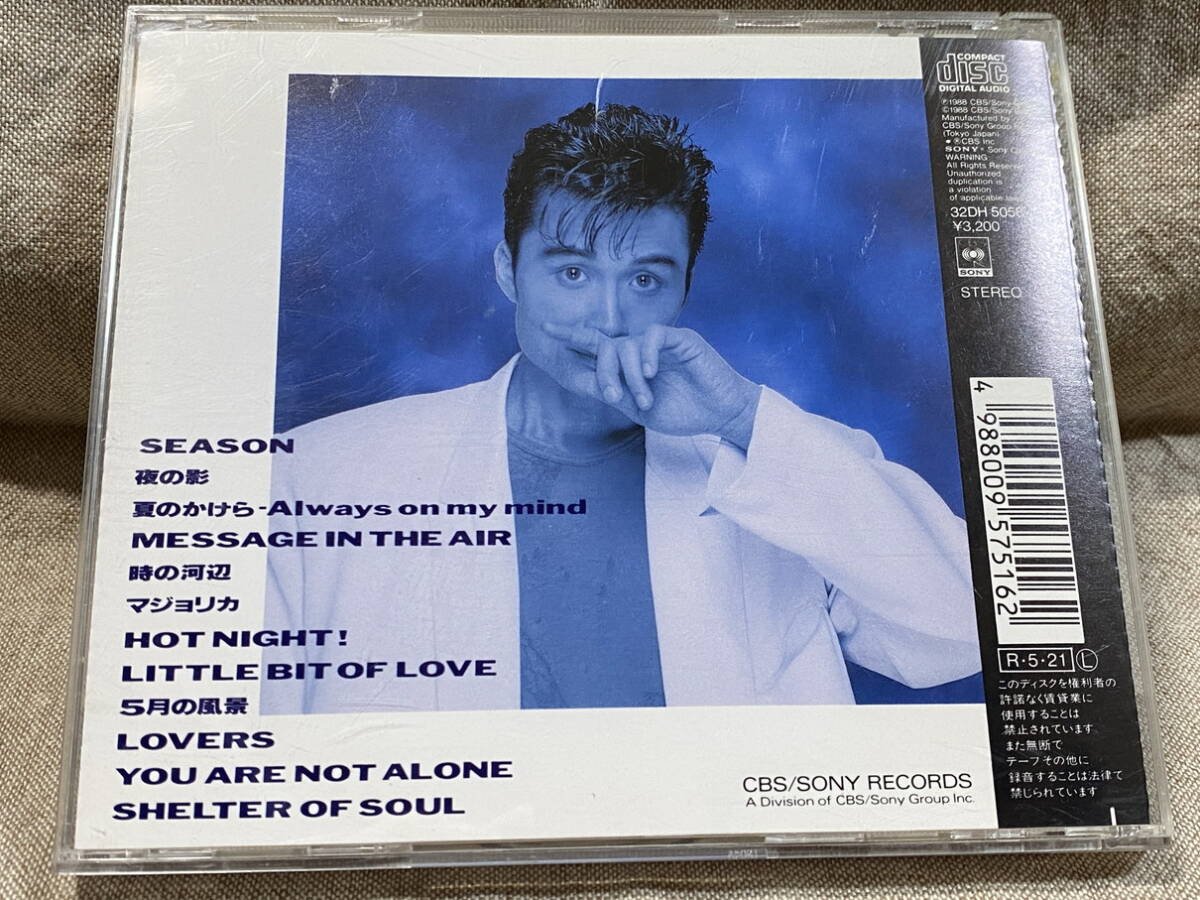 SEASON
夜の影
夏のかけら-Always on my mind
MESSAGE IN THE AIR
時の河辺
マジョリカ
HOT NIGHT!
LITTLE BIT OF LOVE
5月の風景
LOVERS
YOU ARE NOT ALONE
SHELTER OF SOUL
CBS/SONY RECORDS
A Division of CBS/Sony Group Inc.
COMPACT
disc
DIGITAL AUDIO
℗1988 CBS/Sony
©1988 CBS/Sony
Manufactured by
CBS/Sony Group
(Tokyo Japan)
® CBS Inc
SONY® Sony
WARNING
All Rights Reserved
Unauthorized
duplication is
a violation
of applicable
32DH 505
¥3,200
SONY
STEREO
4 988009 575162
R・5・21 L
このディスクを権利者の
許諾なく賃貸業に
使用することは
禁止されています
また無断で
テープその他に
録音することは法律で
禁じられています